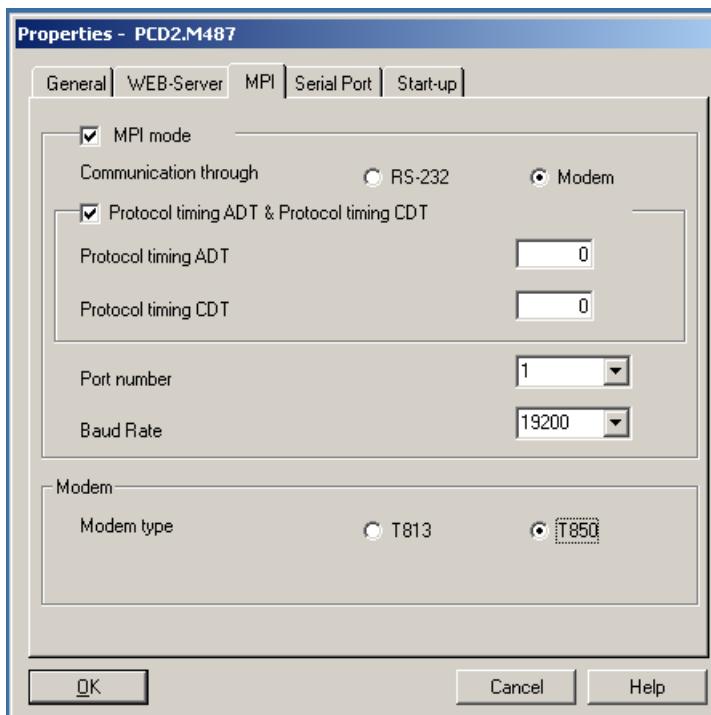 Properties - PCD2.M487
General WEB-Server MPI Serial Port Start-up
MPI mode
Communication through RS-232 Modem
Protocol timing ADT & Protocol timing CDT
Protocol timing ADT 0
Protocol timing CDT 0
Port number 1
Baud Rate 19200
Modem
Modem type T813 T850
OK Cancel Help